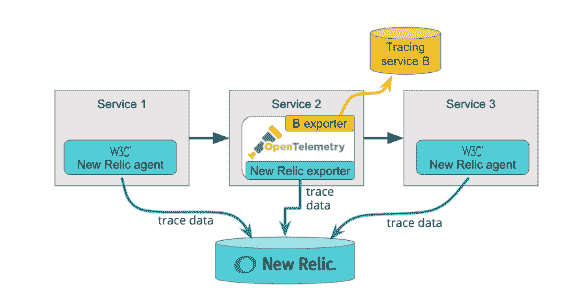 Tracing
service B
Service 1
Service 2
Service 3
B exporter
W3C
New Relic agent
OpenTelemetry
New Relic exporter
W3C
New Relic agent
trace
data
trace data
trace data
New Relic.